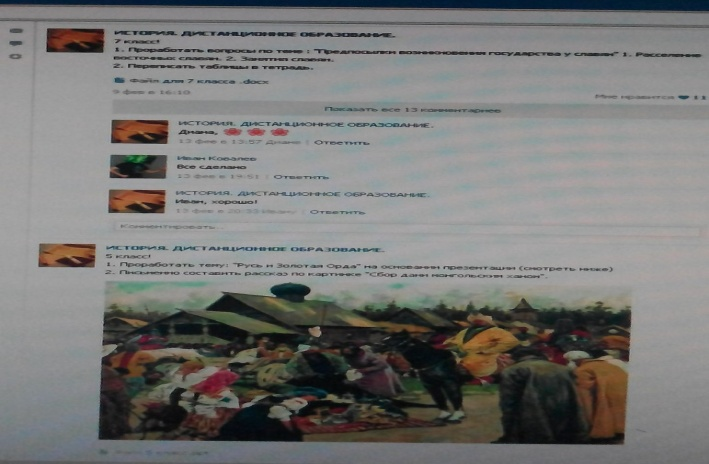 ИСТОРИЯ. ДИСТАНЦИОННОЕ ОБРАЗОВАНИЕ.
7 класс!
1. Проработать вопросы по теме : "Предпосылки возникновения государства у славян" 1. Расселение
восточных славян. 2. Занятия славян.
2. Переписать таблицы в тетрадь.
Файл для 7 класса .docx
9 фев в 16:10
Мне нравится 11
Показать все 13 комментариев
ИСТОРИЯ. ДИСТАНЦИОННОЕ ОБРАЗОВАНИЕ.
Диана,
13 фев в 13:57 Диане | Ответить
Иван Ковалев
Все сделано
13 фев в 19:51 | Ответить
ИСТОРИЯ. ДИСТАНЦИОННОЕ ОБРАЗОВАНИЕ.
Иван, хорошо!
13 фев в 20:33 Ивану | Ответить
Комментировать...
ИСТОРИЯ. ДИСТАНЦИОННОЕ ОБРАЗОВАНИЕ.
5 класс!
1. Проработать тему: "Русь и Золотая Орда" на основании презентации (смотреть ниже)
2. Письменно составить рассказ по картинке "Сбор дани монгольским ханом".